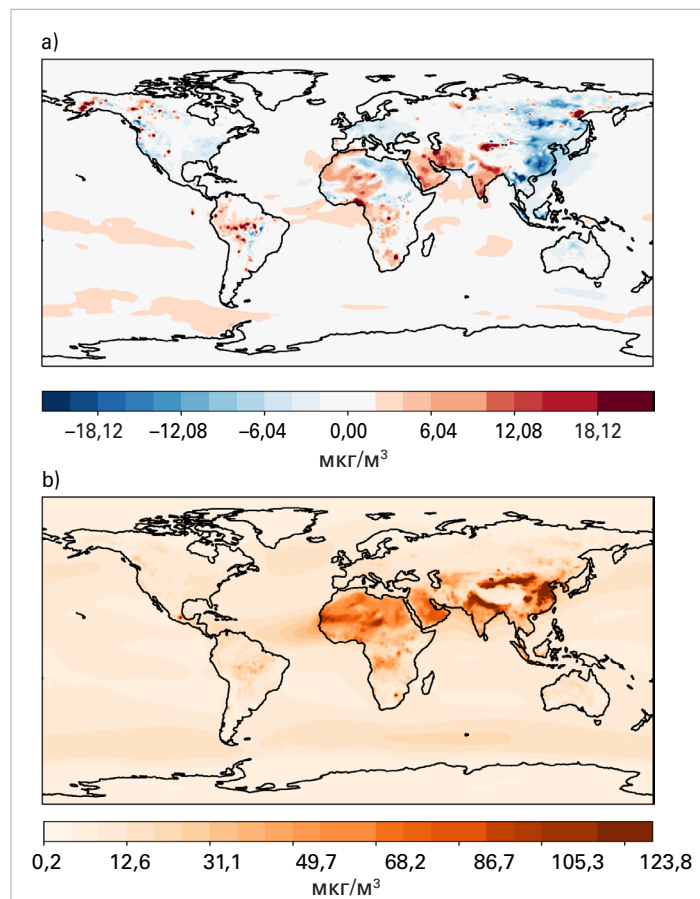 a)
–18,12 –12,08 –6,04 0,00 6,04 12,08 18,12
мкг/м³
b)
0,2 12,6 31,1 49,7 68,2 86,7 105,3 123,8
мкг/м³